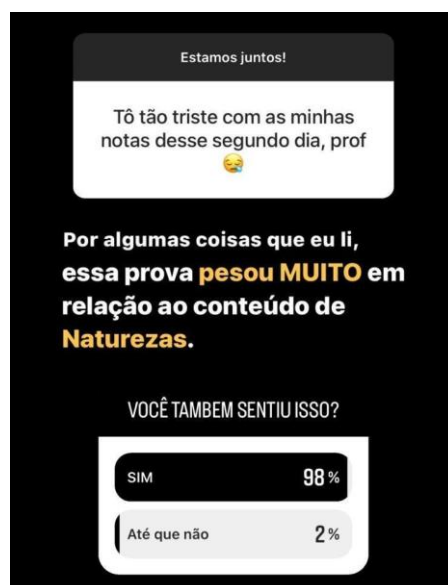 Estamos juntos!
Tô tão triste com as minhas
notas desse segundo dia, prof
😪
Por algumas coisas que eu li,
essa prova pesou MUITO em
relação ao conteúdo de
Naturezas.
VOCÊ TAMBEM SENTIU ISSO?
SIM 98%
Até que não 2%